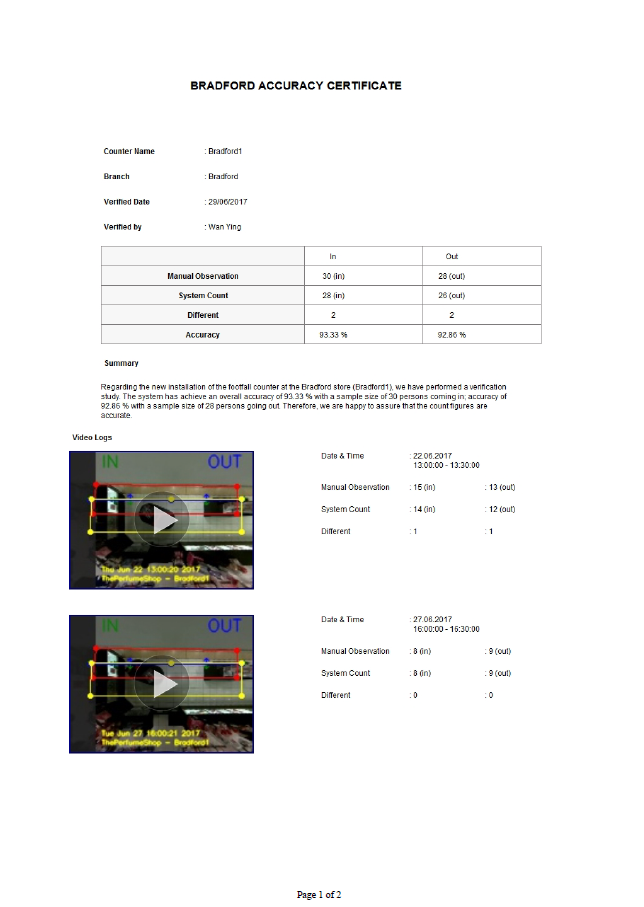 BRADFORD ACCURACY CERTIFICATE
Counter Name : Bradford1
Branch : Bradford
Verified Date : 29/06/2017
Verified by : Wan Ying
In Out
Manual Observation 30 (in) 28 (out)
System Count 28 (in) 26 (out)
Different 2 2
Accuracy 93.33 % 92.86 %
Summary
Regarding the new installation of the footfall counter at the Bradford store (Bradford1), we have performed a verification
study. The system has achieve an overall accuracy of 93.33 % with a sample size of 30 persons coming in; accuracy of
92.86 % with a sample size of 28 persons going out. Therefore, we are happy to assure that the count figures are
accurate.
Video Logs
IN OUT
Thu Jun 22 13:00:20 2017
ThePerfumeShop - Bradford1
Date & Time : 22.06.2017
13:00:00 - 13:30:00
Manual Observation : 15 (in) : 13 (out)
System Count : 14 (in) : 12 (out)
Different : 1 : 1
IN OUT
Tue Jun 27 16:00:21 2017
ThePerfumeShop - Bradford1
Date & Time : 27.06.2017
16:00:00 - 16:30:00
Manual Observation : 8 (in) : 9 (out)
System Count : 8 (in) : 9 (out)
Different : 0 : 0
Page 1 of 2